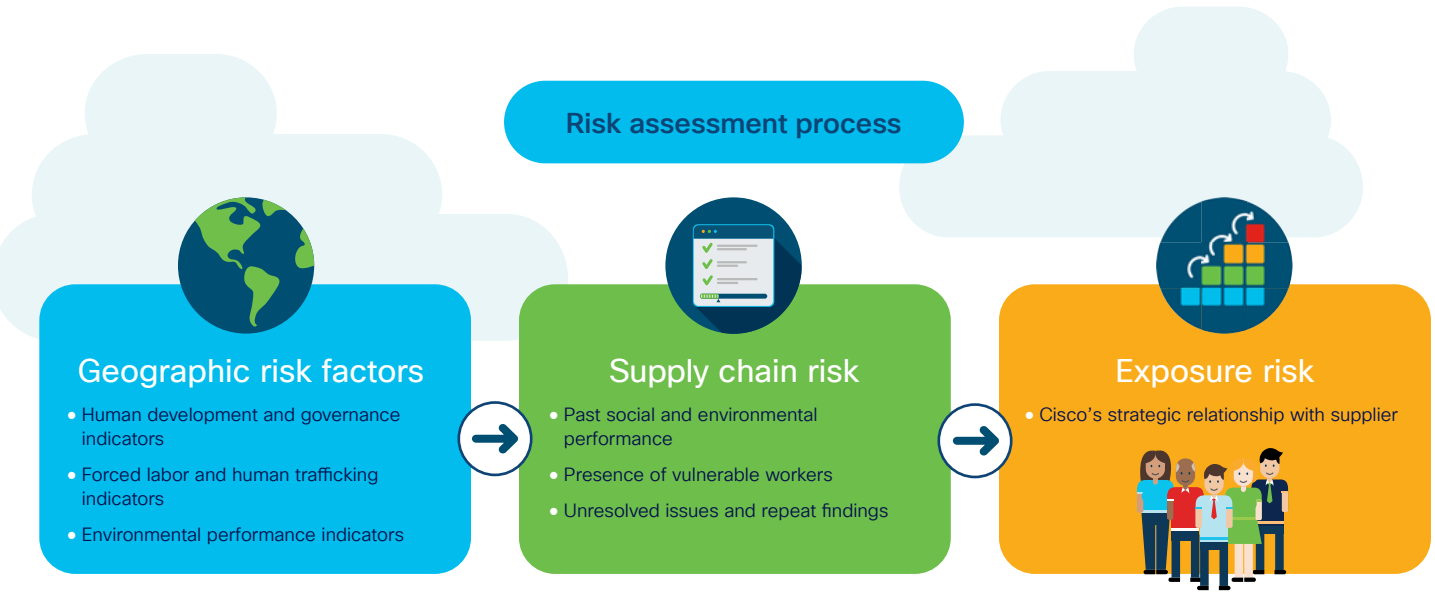 Risk assessment process
Geographic risk factors
• Human development and governance
indicators
• Forced labor and human trafficking
indicators
• Environmental performance indicators
Supply chain risk
• Past social and environmental
performance
• Presence of vulnerable workers
• Unresolved issues and repeat findings
Exposure risk
• Cisco's strategic relationship with supplier